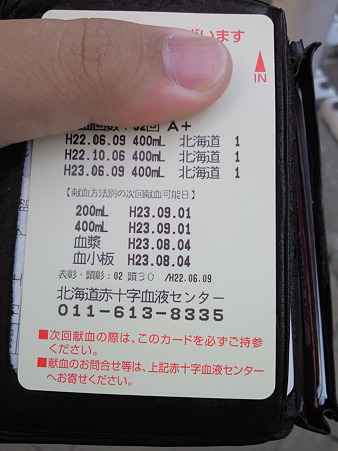 います
IN
回数:32回 A+
H22.06.09 400mL 北海道 1
H22.10.06 400mL 北海道 1
H23.06.09 400mL 北海道 1
【献血方法別の次回献血可能日】
200mL H23.09.01
400mL H23.09.01
血漿 H23.08.04
血小板 H23.08.04
表彰・顕彰:02 頭30 /H22.06.09
北海道赤十字血液センター
011-613-8335
■次回献血の際は、このカードを必ずご持参
ください。
■献血のお問合せ等は、上記赤十字血液センター
へお寄せください。